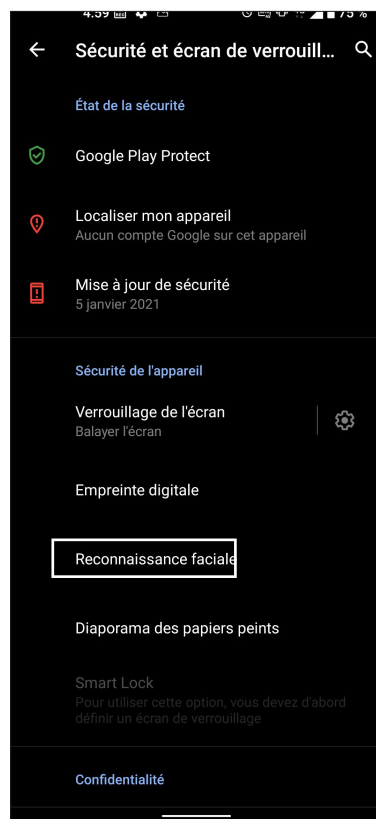 4:59 75 %
Sécurité et écran de verrouill...
État de la sécurité
Google Play Protect
Localiser mon appareil
Aucun compte Google sur cet appareil
Mise à jour de sécurité
5 janvier 2021
Sécurité de l'appareil
Verrouillage de l'écran
Balayer l'écran
Empreinte digitale
Reconnaissance faciale
Diaporama des papiers peints
Smart Lock
Pour utiliser cette option, vous devez d'abord
définir un écran de verrouillage
Confidentialité